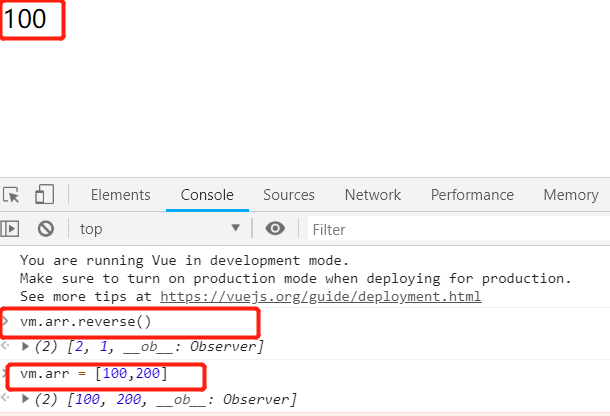 100
Elements Console Sources Network Performance Memory
top Filter
You are running Vue in development mode.
Make sure to turn on production mode when deploying for production.
See more tips at https://vuejs.org/guide/deployment.html
> vm.arr.reverse()
(2) [2, 1, __ob__: Observer]
> vm.arr = [100,200]
(2) [100, 200, __ob__: Observer]